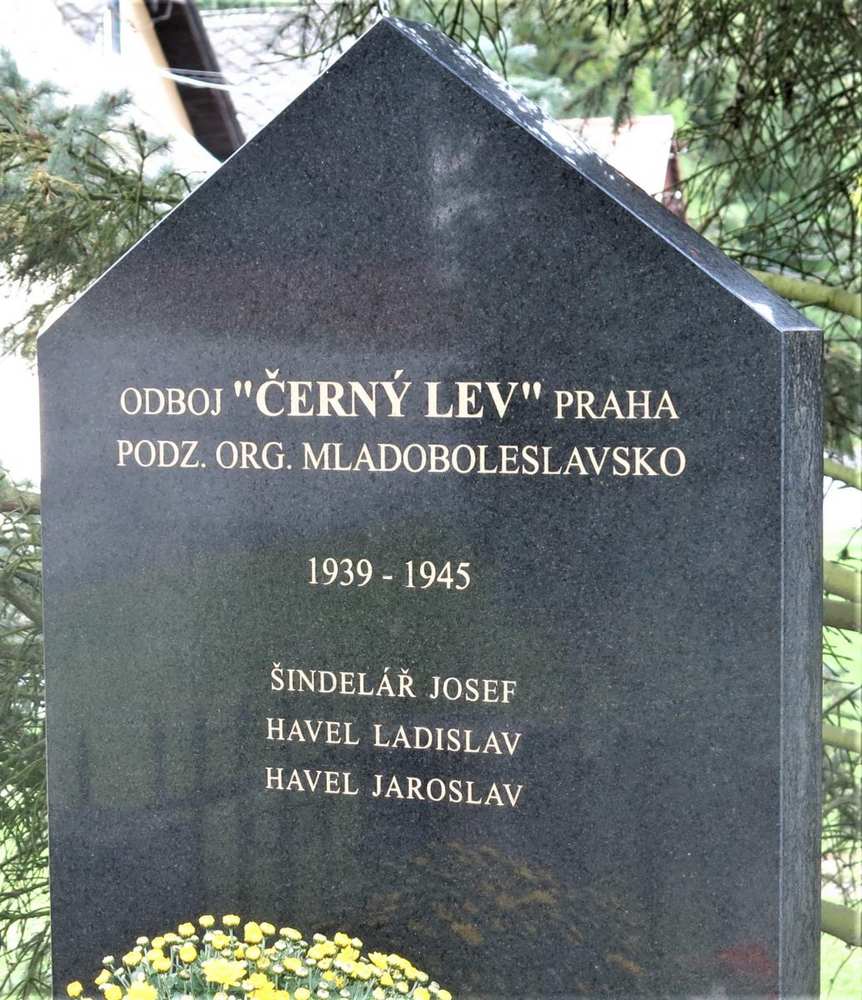 ODBOJ "ČERNÝ LEV" PRAHA
PODZ. ORG. MLADOBOLESLAVSKO
1939 - 1945
ŠINDELÁŘ JOSEF
HAVEL LADISLAV
HAVEL JAROSLAV